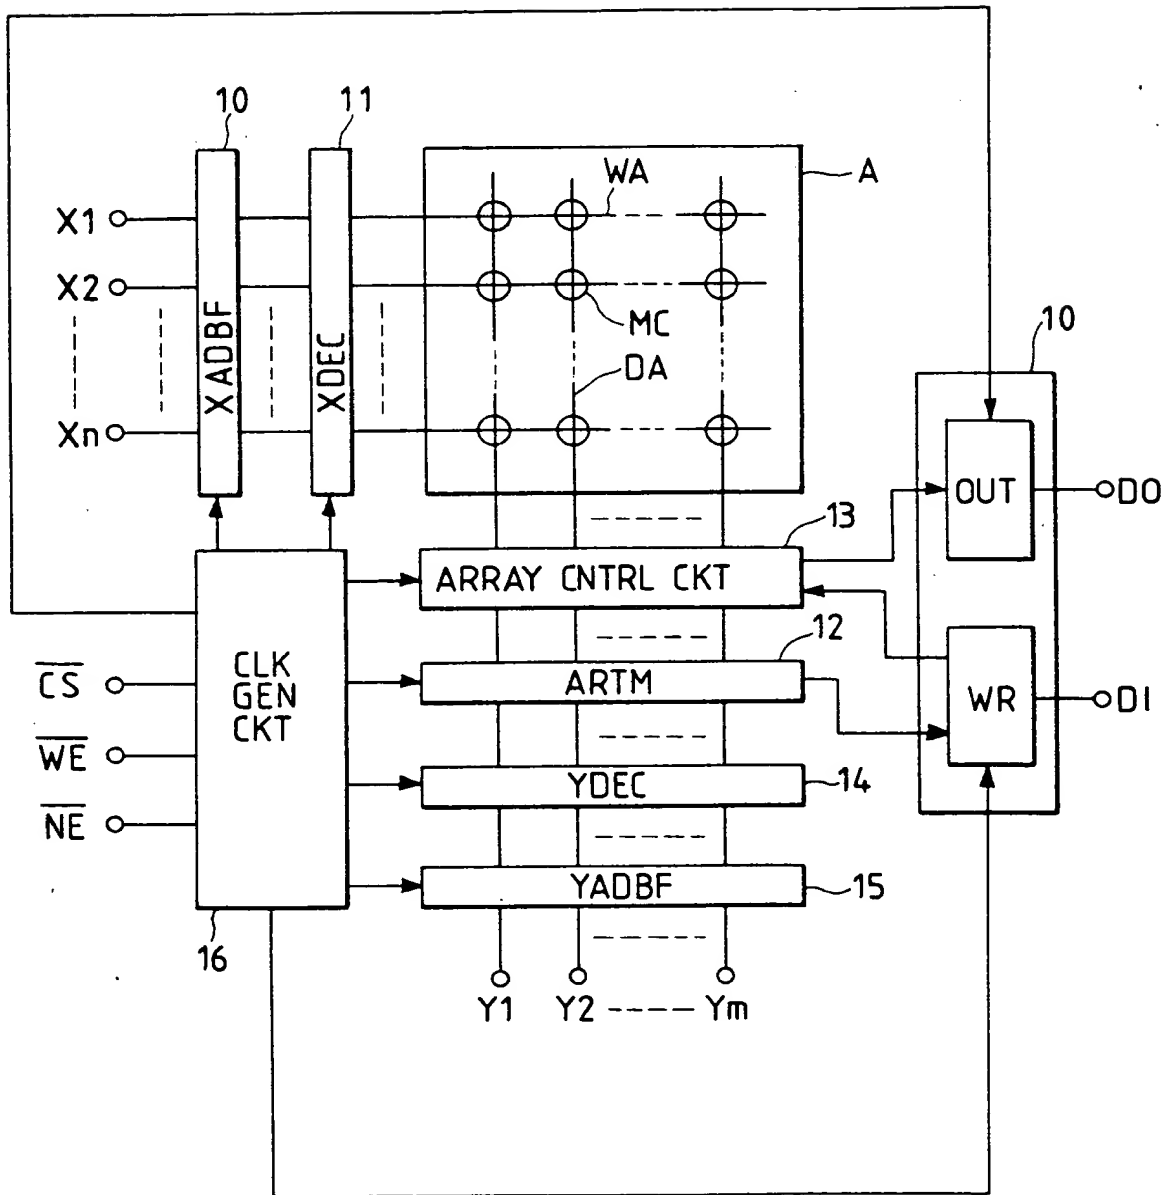 10
11
X1
WA
A
X2
MC
DA
Xn
XADBF
XDEC
10
OUT
DO
13
ARRAY CNTRL CKT
12
ARTM
WR
DI
CLK
GEN
CKT
CS
WE
NE
YDEC
14
YADBF
15
16
Y1 Y2 Ym